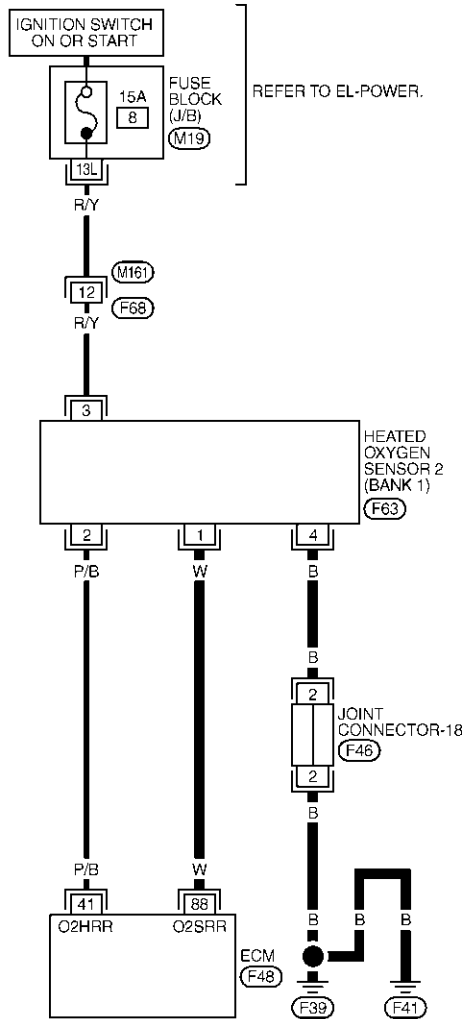 IGNITION SWITCH
ON OR START
FUSE
BLOCK
(J/B)
M19
15A
8
REFER TO EL-POWER.
13L
R/Y
M161
12
F68
R/Y
3
HEATED
OXYGEN
SENSOR 2
(BANK 1)
F63
2
1
4
P/B
W
B
B
2
JOINT
CONNECTOR-18
F46
2
B
P/B
W
41
88
B
B
B
O2HRR
O2SRR
ECM
F48
F39
F41